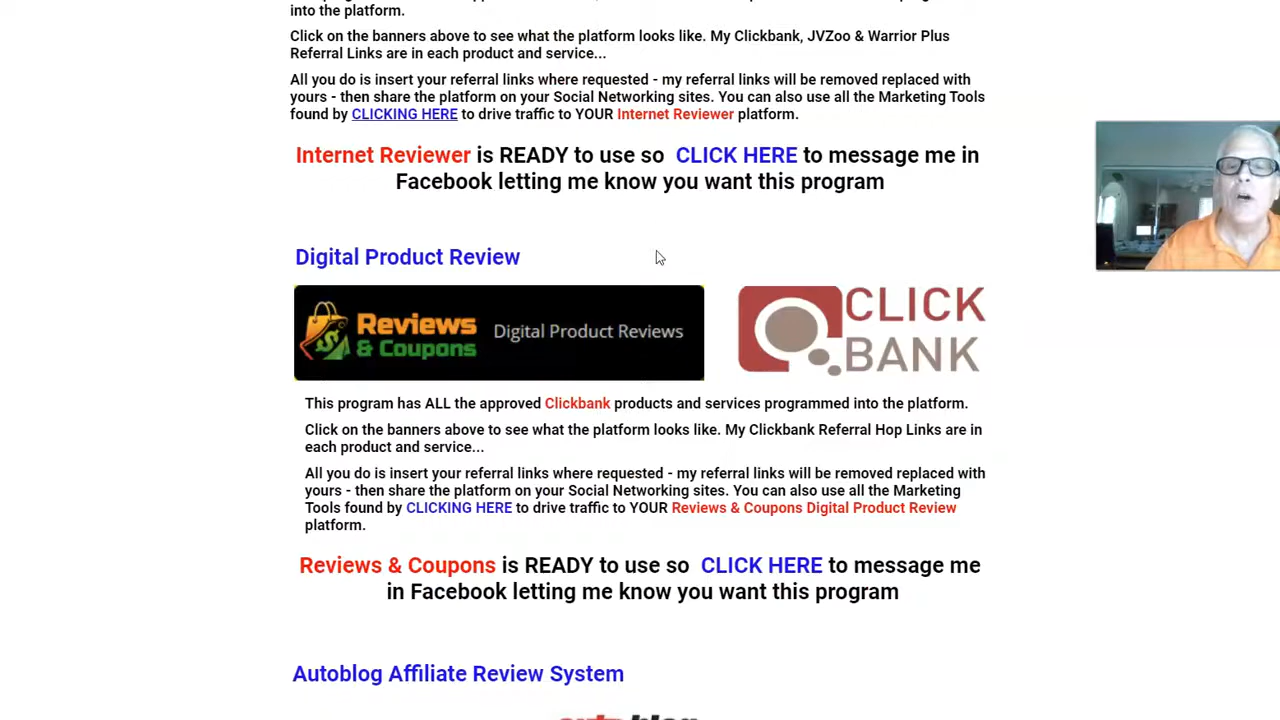 into the platform.
Click on the banners above to see what the platform looks like. My Clickbank, JVZoo & Warrior Plus
Referral Links are in each product and service...
All you do is insert your referral links where requested - my referral links will be removed replaced with
yours - then share the platform on your Social Networking sites. You can also use all the Marketing Tools
found by CLICKING HERE to drive traffic to YOUR Internet Reviewer platform.
Internet Reviewer is READY to use so CLICK HERE to message me in
Facebook letting me know you want this program
Digital Product Review
Reviews
& Coupons
Digital Product Reviews
CLICK
BANK
This program has ALL the approved Clickbank products and services programmed into the platform.
Click on the banners above to see what the platform looks like. My Clickbank Referral Hop Links are in
each product and service...
All you do is insert your referral links where requested - my referral links will be removed replaced with
yours - then share the platform on your Social Networking sites. You can also use all the Marketing
Tools found by CLICKING HERE to drive traffic to YOUR Reviews & Coupons Digital Product Review
platform.
Reviews & Coupons is READY to use so CLICK HERE to message me
in Facebook letting me know you want this program
Autoblog Affiliate Review System